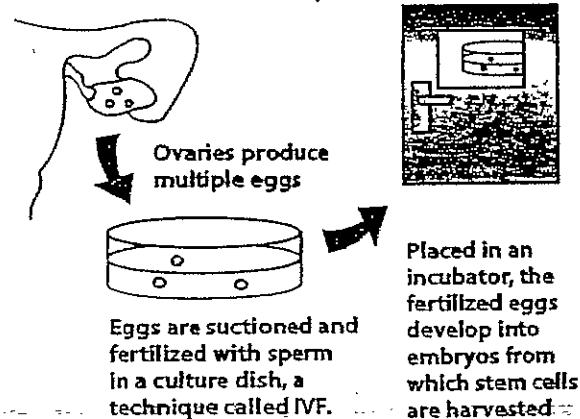 Ovaries produce
multiple eggs
Eggs are suctioned and
fertilized with sperm
in a culture dish, a
technique called IVF.
Placed in an
incubator, the
fertilized eggs
develop into
embryos from
which stem cells
are harvested